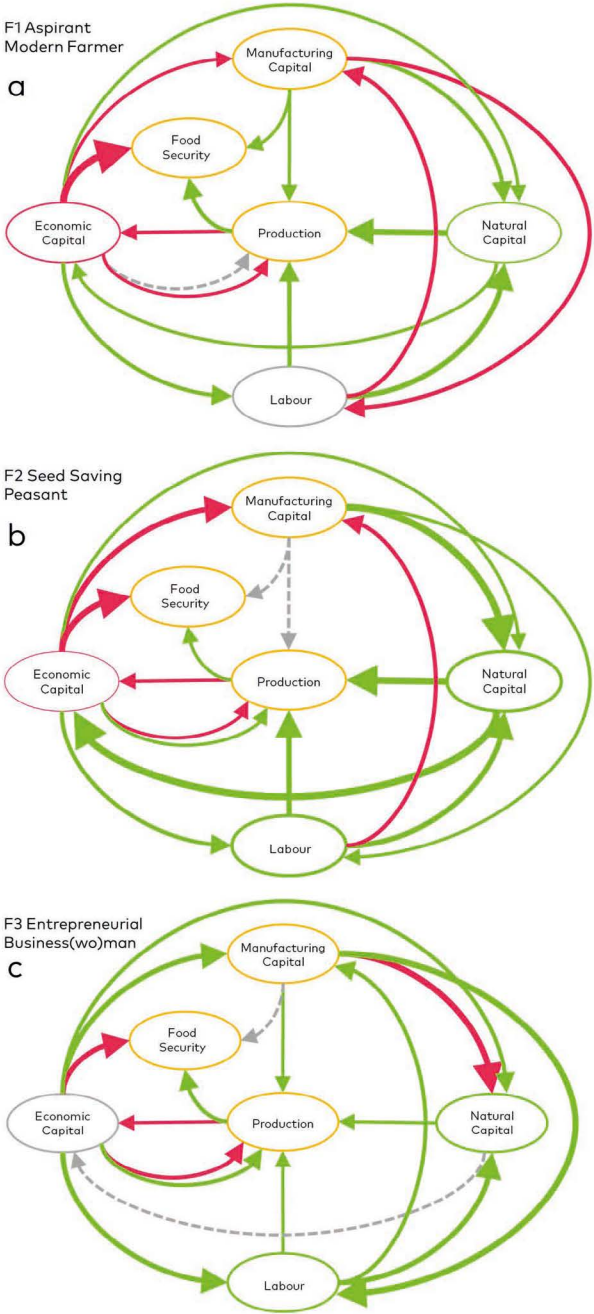 F1 Aspirant
Modern Farmer
a
Manufacturing
Capital
Food
Security
Economic
Capital
Production
Natural
Capital
Labour
F2 Seed Saving
Peasant
b
Manufacturing
Capital
Food
Security
Economic
Capital
Production
Natural
Capital
Labour
F3 Entrepreneurial
Business(wo)man
c
Manufacturing
Capital
Food
Security
Economic
Capital
Production
Natural
Capital
Labour